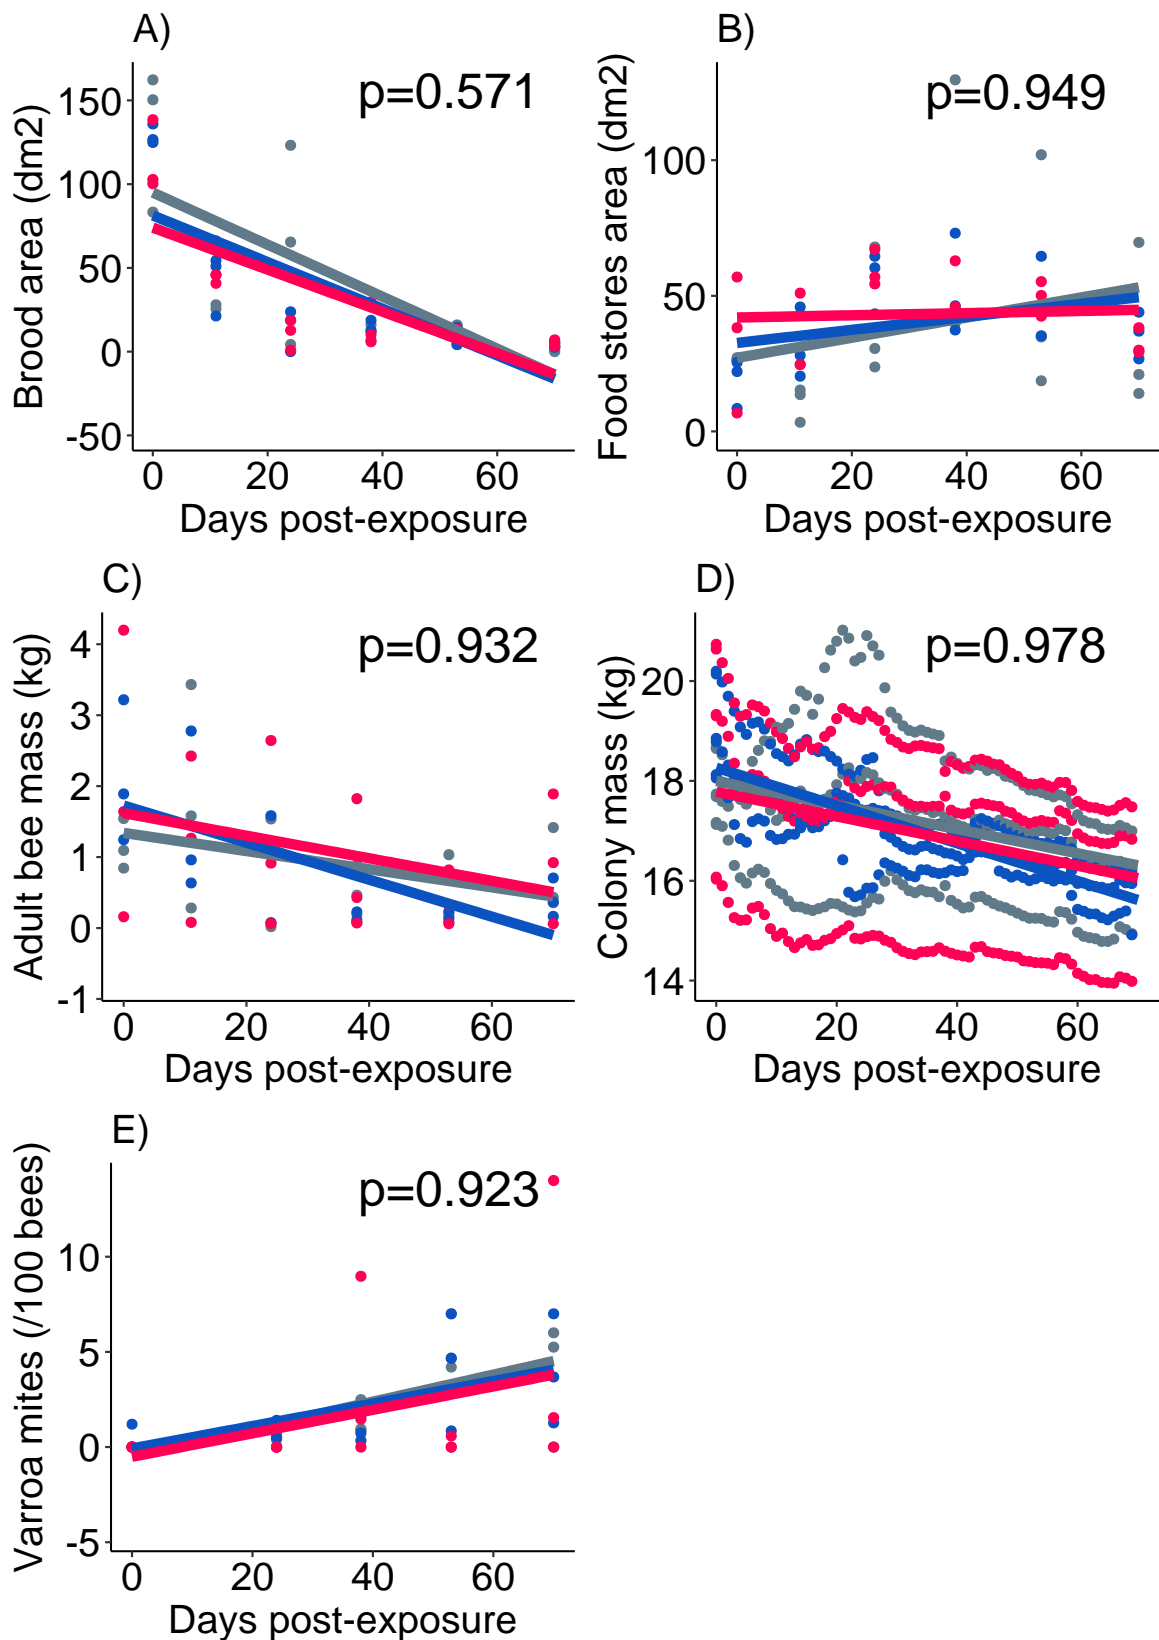 A)
p=0.571
Brood area (dm2)
150
100
50
0
-50
0 20 40 60
Days post-exposure
B)
p=0.949
Food stores area (dm2)
100
50
0
0 20 40 60
Days post-exposure
C)
p=0.932
Adult bee mass (kg)
4
3
2
1
0
-1
0 20 40 60
Days post-exposure
D)
p=0.978
Colony mass (kg)
20
18
16
14
0 20 40 60
Days post-exposure
E)
p=0.923
Varroa mites (/100 bees)
10
5
0
-5
0 20 40 60
Days post-exposure